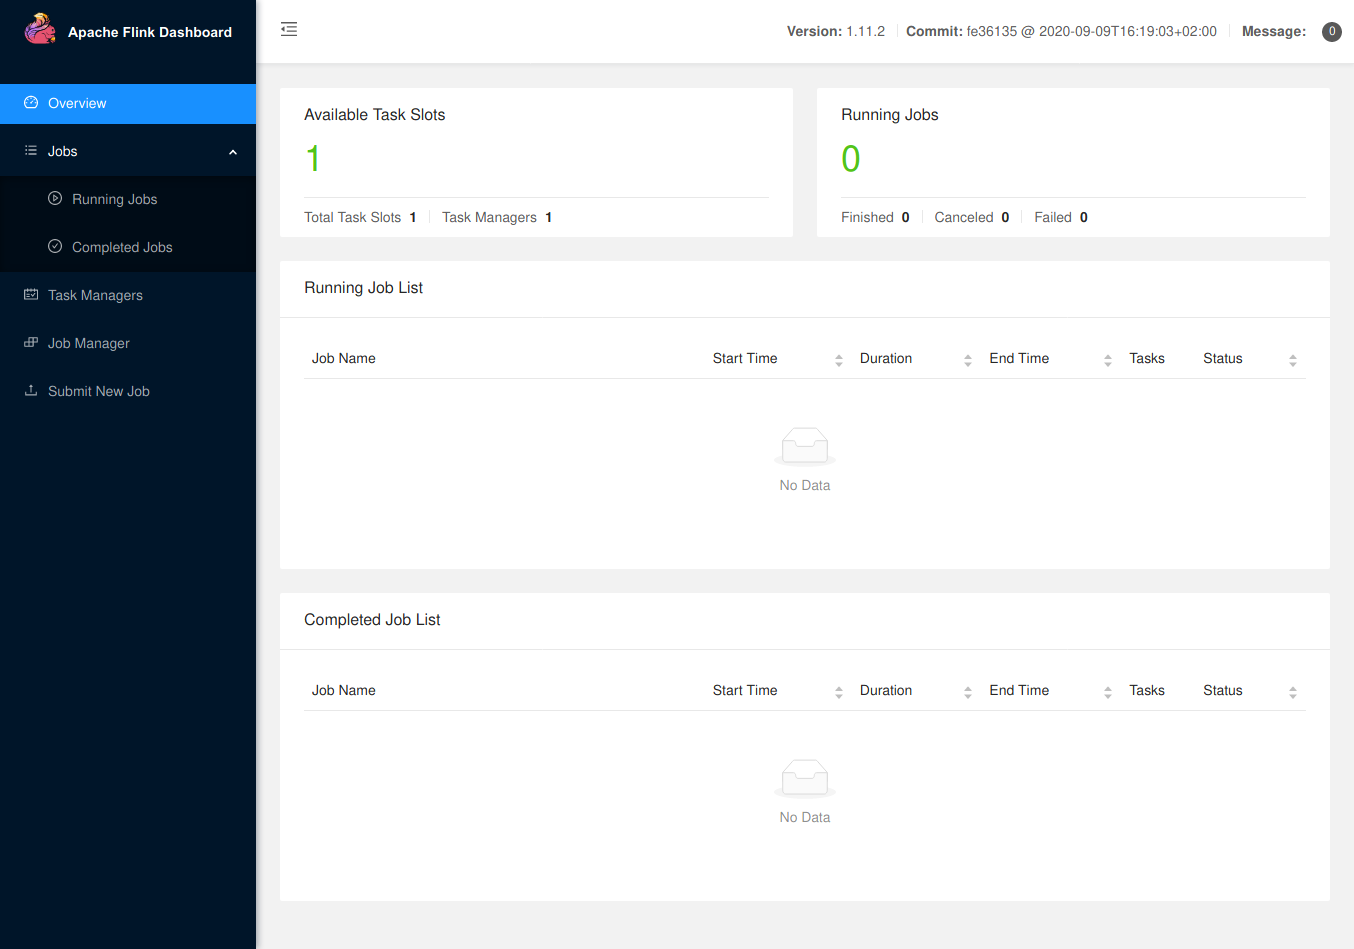 Apache Flink Dashboard
Version: 1.11.2 Commit: fe36135 @ 2020-09-09T16:19:03+02:00 Message: 0
Overview
Jobs
Running Jobs
Completed Jobs
Task Managers
Job Manager
Submit New Job
Available Task Slots
1
Total Task Slots 1 Task Managers 1
Running Jobs
0
Finished 0 Canceled 0 Failed 0
Running Job List
Job Name Start Time Duration End Time Tasks Status
No Data
Completed Job List
Job Name Start Time Duration End Time Tasks Status
No Data